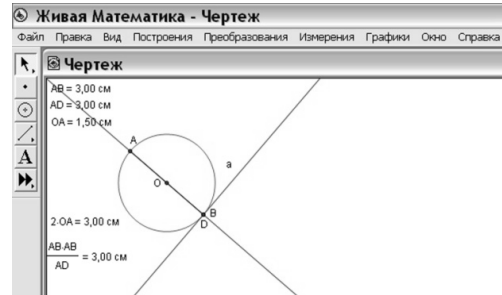 Живая Математика - Чертеж
Файл Правка Вид Построения Преобразования Измерения Графики Окно Справка
Чертеж
AB = 3,00 см
AD = 3,00 см
OA = 1,50 см
A
a
O
B
D
2·OA = 3,00 см
AB·AB
AD
= 3,00 см
A